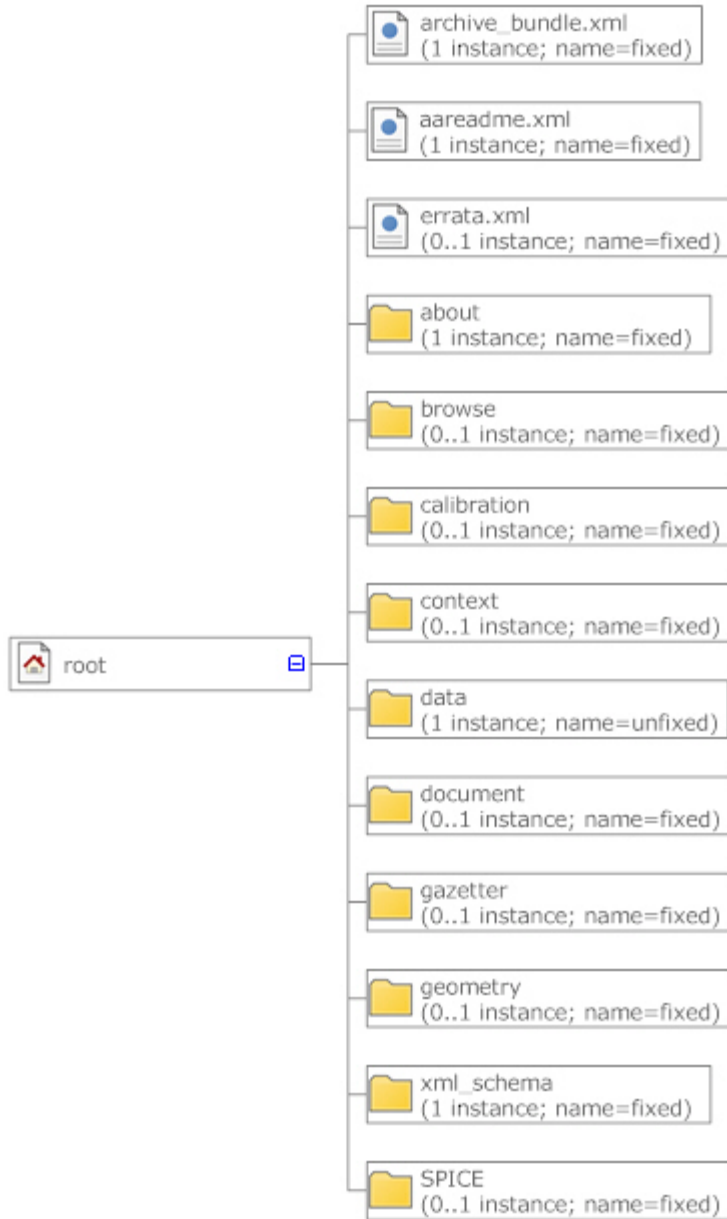 archive_bundle.xml
(1 instance; name=fixed)
aareadme.xml
(1 instance; name=fixed)
errata.xml
(0..1 instance; name=fixed)
about
(1 instance; name=fixed)
browse
(0..1 instance; name=fixed)
calibration
(0..1 instance; name=fixed)
context
(0..1 instance; name=fixed)
root
data
(1 instance; name=unfixed)
document
(0..1 instance; name=fixed)
gazetter
(0..1 instance; name=fixed)
geometry
(0..1 instance; name=fixed)
xml_schema
(1 instance; name=fixed)
SPICE
(0..1 instance; name=fixed)